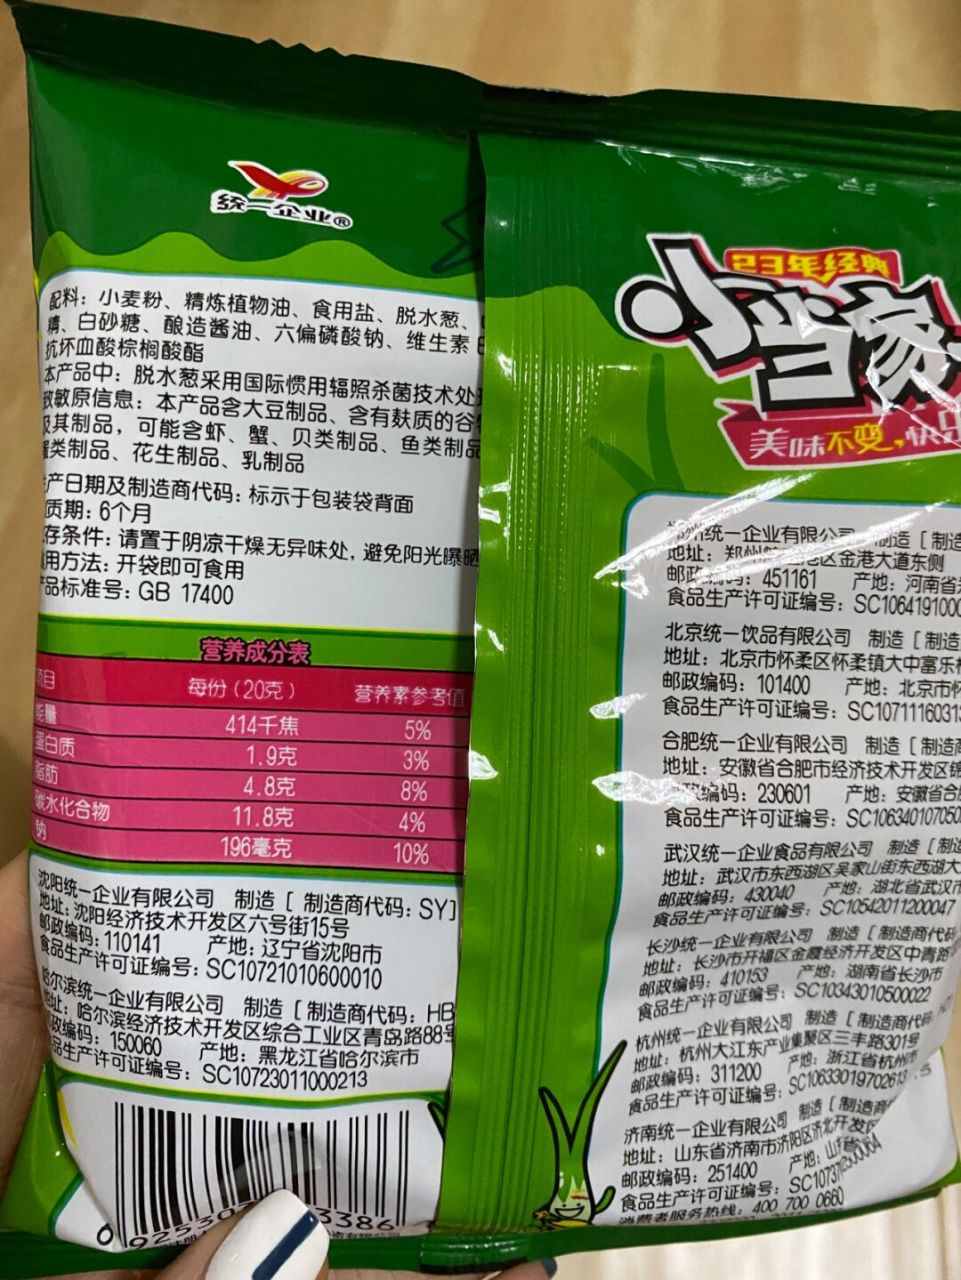 统一企业®
配料：小麦粉、精炼植物油、食用盐、脱水葱、
精、白砂糖、酿造酱油、六偏磷酸钠、维生素E
抗坏血酸棕榈酸酯
本产品中：脱水葱采用国际惯用辐照杀菌技术处理
致敏原信息：本产品含大豆制品、含有麸质的谷物
及其制品，可能含虾、蟹、贝类制品、鱼类制品
蛋类制品、花生制品、乳制品
产日期及制造商代码：标示于包装袋背面
质期：6个月
存条件：请置于阴凉干燥无异味处，避免阳光曝晒
用方法：开袋即可食用
品标准号：GB 17400
营养成分表
项目 每份（20克） 营养素参考值
能量 414千焦 5%
蛋白质 1.9克 3%
脂肪 4.8克 8%
碳水化合物 11.8克 4%
钠 196毫克 10%
沈阳统一企业有限公司 制造［制造商代码：SY］
地址：沈阳经济技术开发区六号街15号
邮政编码：110141 产地：辽宁省沈阳市
食品生产许可证编号：SC10721010600010
哈尔滨统一企业有限公司 制造［制造商代码：HB
地址：哈尔滨经济技术开发区综合工业区青岛路88号
政编码：150060 产地：黑龙江省哈尔滨市
品生产许可证编号：SC10723011000213
0 92530 3386
23年经典
小当家
美味不变，快乐
郑州统一企业有限公司 制造［制造
地址：郑州航空港区金港大道东侧
邮政编码：451161 产地：河南省
食品生产许可证编号：SC1064191000
北京统一饮品有限公司 制造［制造
地址：北京市怀柔区怀柔镇大中富乐
邮政编码：101400 产地：北京市怀
食品生产许可证编号：SC1071116031
合肥统一企业有限公司 制造［制造商
地址：安徽省合肥市经济技术开发区锦
邮政编码：230601 产地：安徽省合肥
食品生产许可证编号：SC106340107050
武汉统一企业食品有限公司 制造［制造
地址：武汉市东西湖区吴家山街东西湖大
邮政编码：430040 产地：湖北省武汉市
食品生产许可证编号：SC10542011200047
长沙统一企业有限公司 制造［制造商代码
地址：长沙市开福区金霞经济开发区中青路
邮政编码：410153 产地：湖南省长沙市
食品生产许可证编号：SC10343010500022
杭州统一企业有限公司 制造［制造商代码
地址：杭州大江东产业集聚区三丰路301号
邮政编码：311200 产地：浙江省杭州市
食品生产许可证编号：SC10633019702613
济南统一企业有限公司 制造［制造商
地址：山东省济南市济阳区济北开发区
邮政编码：251400 产地：山东省
食品生产许可证编号：SC10737
消费者服务热线：400 700 0660